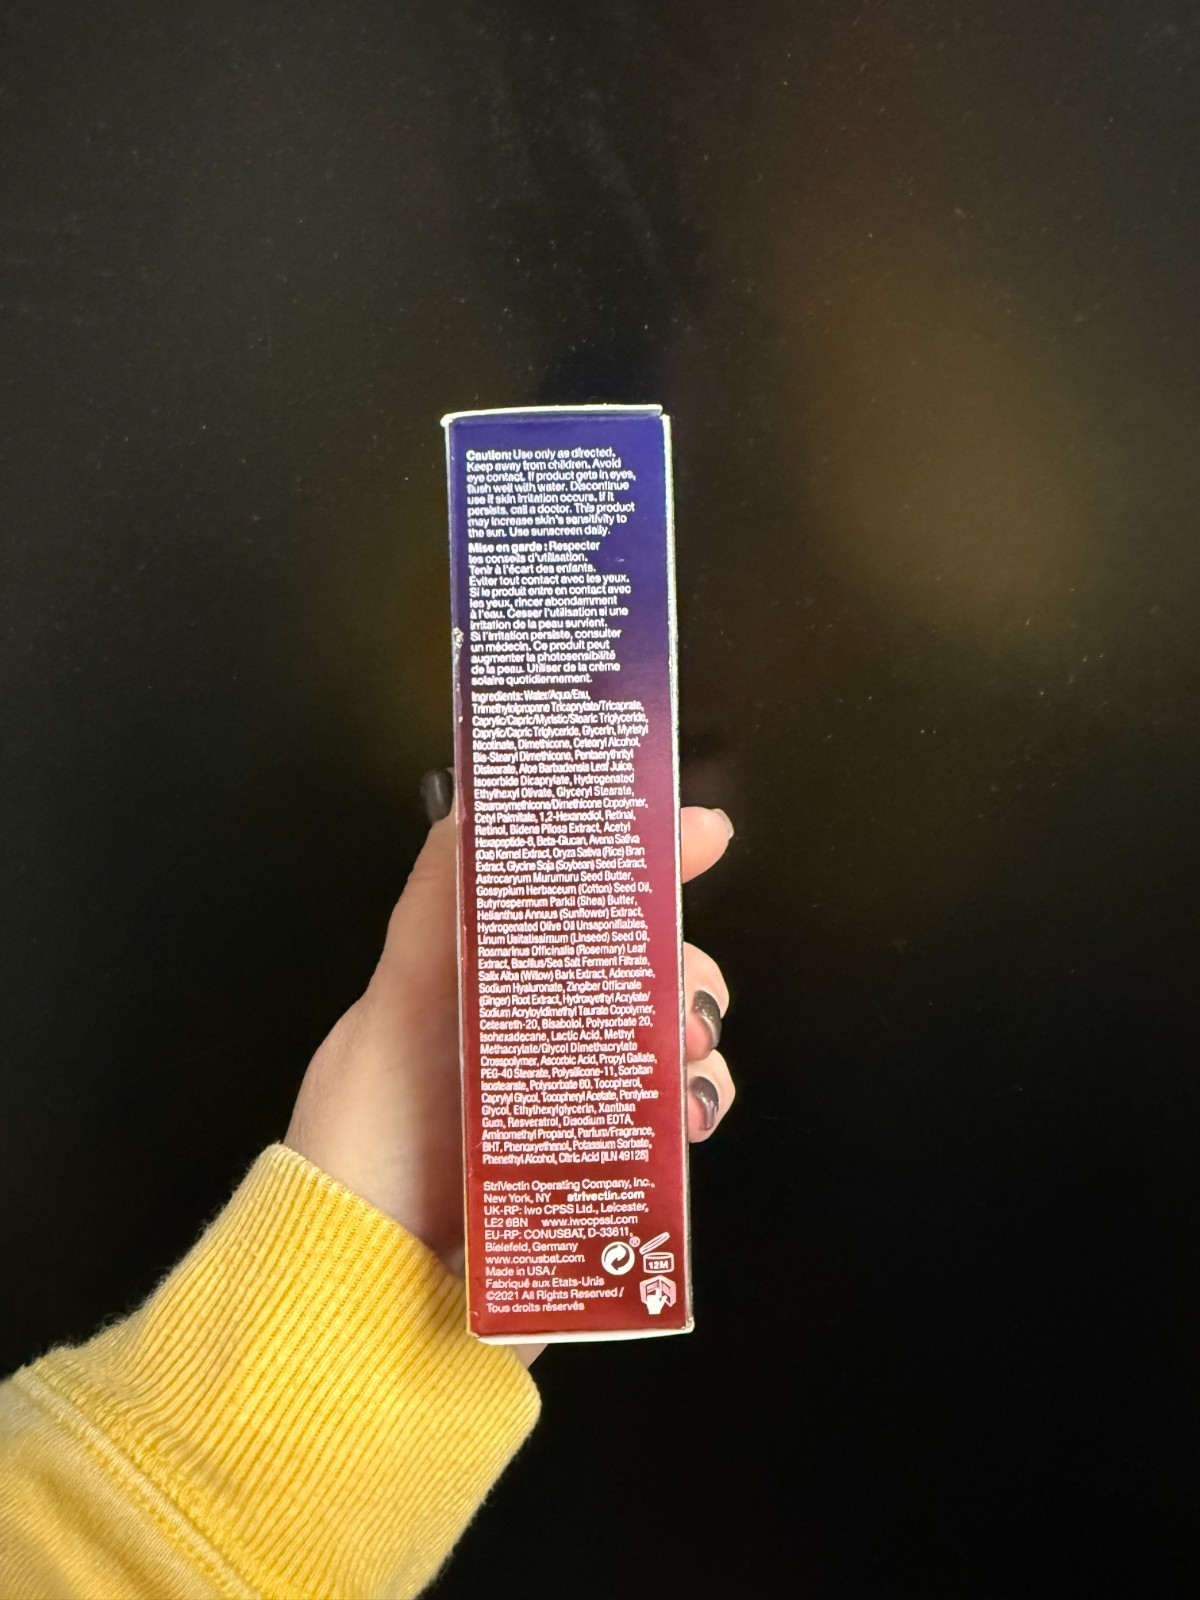 Caution: Use only as directed.
Keep away from children. Avoid
eye contact. If product gets in eyes,
flush well with water. Discontinue
use if skin irritation occurs. If it
persists, call a doctor. This product
may increase skin's sensitivity to
the sun. Use sunscreen daily.
Mise en garde : Respecter
les conseils d'utilisation.
Tenir à l'écart des enfants.
Éviter tout contact avec les yeux.
Si le produit entre en contact avec
les yeux, rincer abondamment
à l'eau. Cesser l'utilisation si une
irritation de la peau survient.
Si l'irritation persiste, consulter
un médecin. Ce produit peut
augmenter la photosensibilité
de la peau. Utiliser de la crème
solaire quotidiennement.
Ingredients: Water/Aqua/Eau,
Trimethylolpropane Tricaprylate/Tricaprate,
Caprylic/Capric/Myristic/Stearic Triglyceride,
Caprylic/Capric Triglyceride, Glycerin, Myristyl
Nicotinate, Dimethicone, Cetearyl Alcohol,
Bis-Stearyl Dimethicone, Pentaerythrityl
Distearate, Aloe Barbadensis Leaf Juice,
Isosorbide Dicaprylate, Hydrogenated
Ethylhexyl Olivate, Glyceryl Stearate,
Stearoxymethicone/Dimethicone Copolymer,
Cetyl Palmitate, 1,2-Hexanediol, Retinal,
Retinol, Bidens Pilosa Extract, Acetyl
Hexapeptide-8, Beta-Glucan, Avena Sativa
(Oat) Kernel Extract, Oryza Sativa (Rice) Bran
Extract, Glycine Soja (Soybean) Seed Extract,
Astrocaryum Murumuru Seed Butter,
Gossypium Herbaceum (Cotton) Seed Oil,
Butyrospermum Parkii (Shea) Butter,
Helianthus Annuus (Sunflower) Extract,
Hydrogenated Olive Oil Unsaponifiables,
Linum Usitatissimum (Linseed) Seed Oil,
Rosmarinus Officinalis (Rosemary) Leaf
Extract, Bacillus/Sea Salt Ferment Filtrate,
Salix Alba (Willow) Bark Extract, Adenosine,
Sodium Hyaluronate, Zingiber Officinale
(Ginger) Root Extract, Hydroxyethyl Acrylate/
Sodium Acryloyldimethyl Taurate Copolymer,
Ceteareth-20, Bisabolol, Polysorbate 20,
Isohexadecane, Lactic Acid, Methyl
Methacrylate/Glycol Dimethacrylate
Crosspolymer, Ascorbic Acid, Propyl Gallate,
PEG-40 Stearate, Polysilicone-11, Sorbitan
Isostearate, Polysorbate 60, Tocopherol,
Caprylyl Glycol, Tocopheryl Acetate, Pentylene
Glycol, Ethylhexylglycerin, Xanthan
Gum, Resveratrol, Disodium EDTA,
Aminomethyl Propanol, Parfum/Fragrance,
BHT, Phenoxyethanol, Potassium Sorbate,
Phenethyl Alcohol, Citric Acid [ILN 49128]
StriVectin Operating Company, Inc.,
New York, NY strivectin.com
UK-RP: Iwo CPSS Ltd., Leicester,
LE2 6BN www.iwocpssl.com
EU-RP: CONUSBAT, D-33611,
Bielefeld, Germany
www.conusbat.com
Made in USA /
Fabriqué aux Etats-Unis
©2021 All Rights Reserved /
Tous droits réservés
®
12M